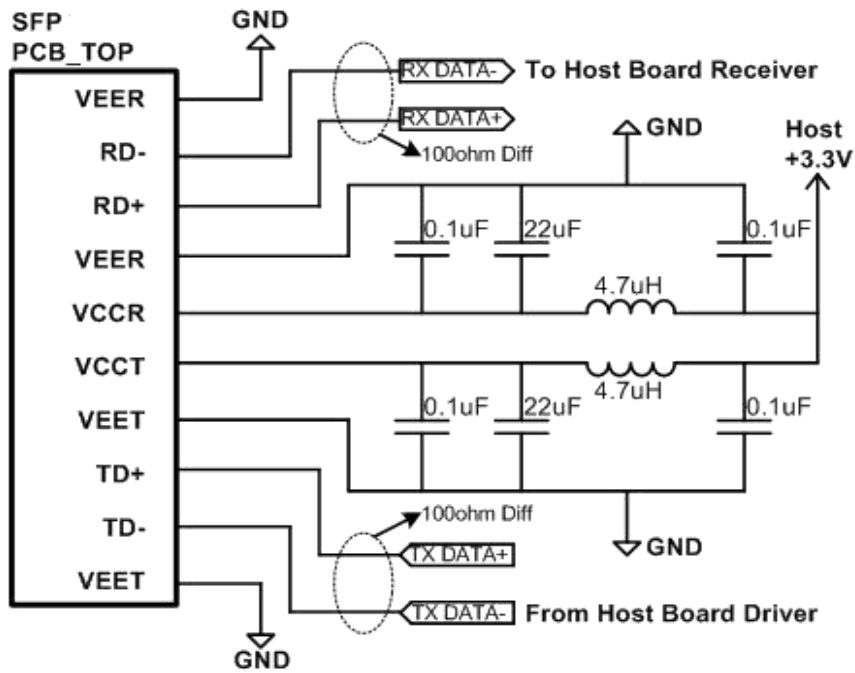 SFP
PCB_TOP
GND
VEER
RD-
RD+
VEER
VCCR
VCCT
VEET
TD+
TD-
VEET
RX DATA-
To Host Board Receiver
RX DATA+
100ohm Diff
GND
Host
+3.3V
0.1uF
22uF
0.1uF
4.7uH
4.7uH
0.1uF
22uF
0.1uF
100ohm Diff
GND
TX DATA+
TX DATA-
From Host Board Driver
GND